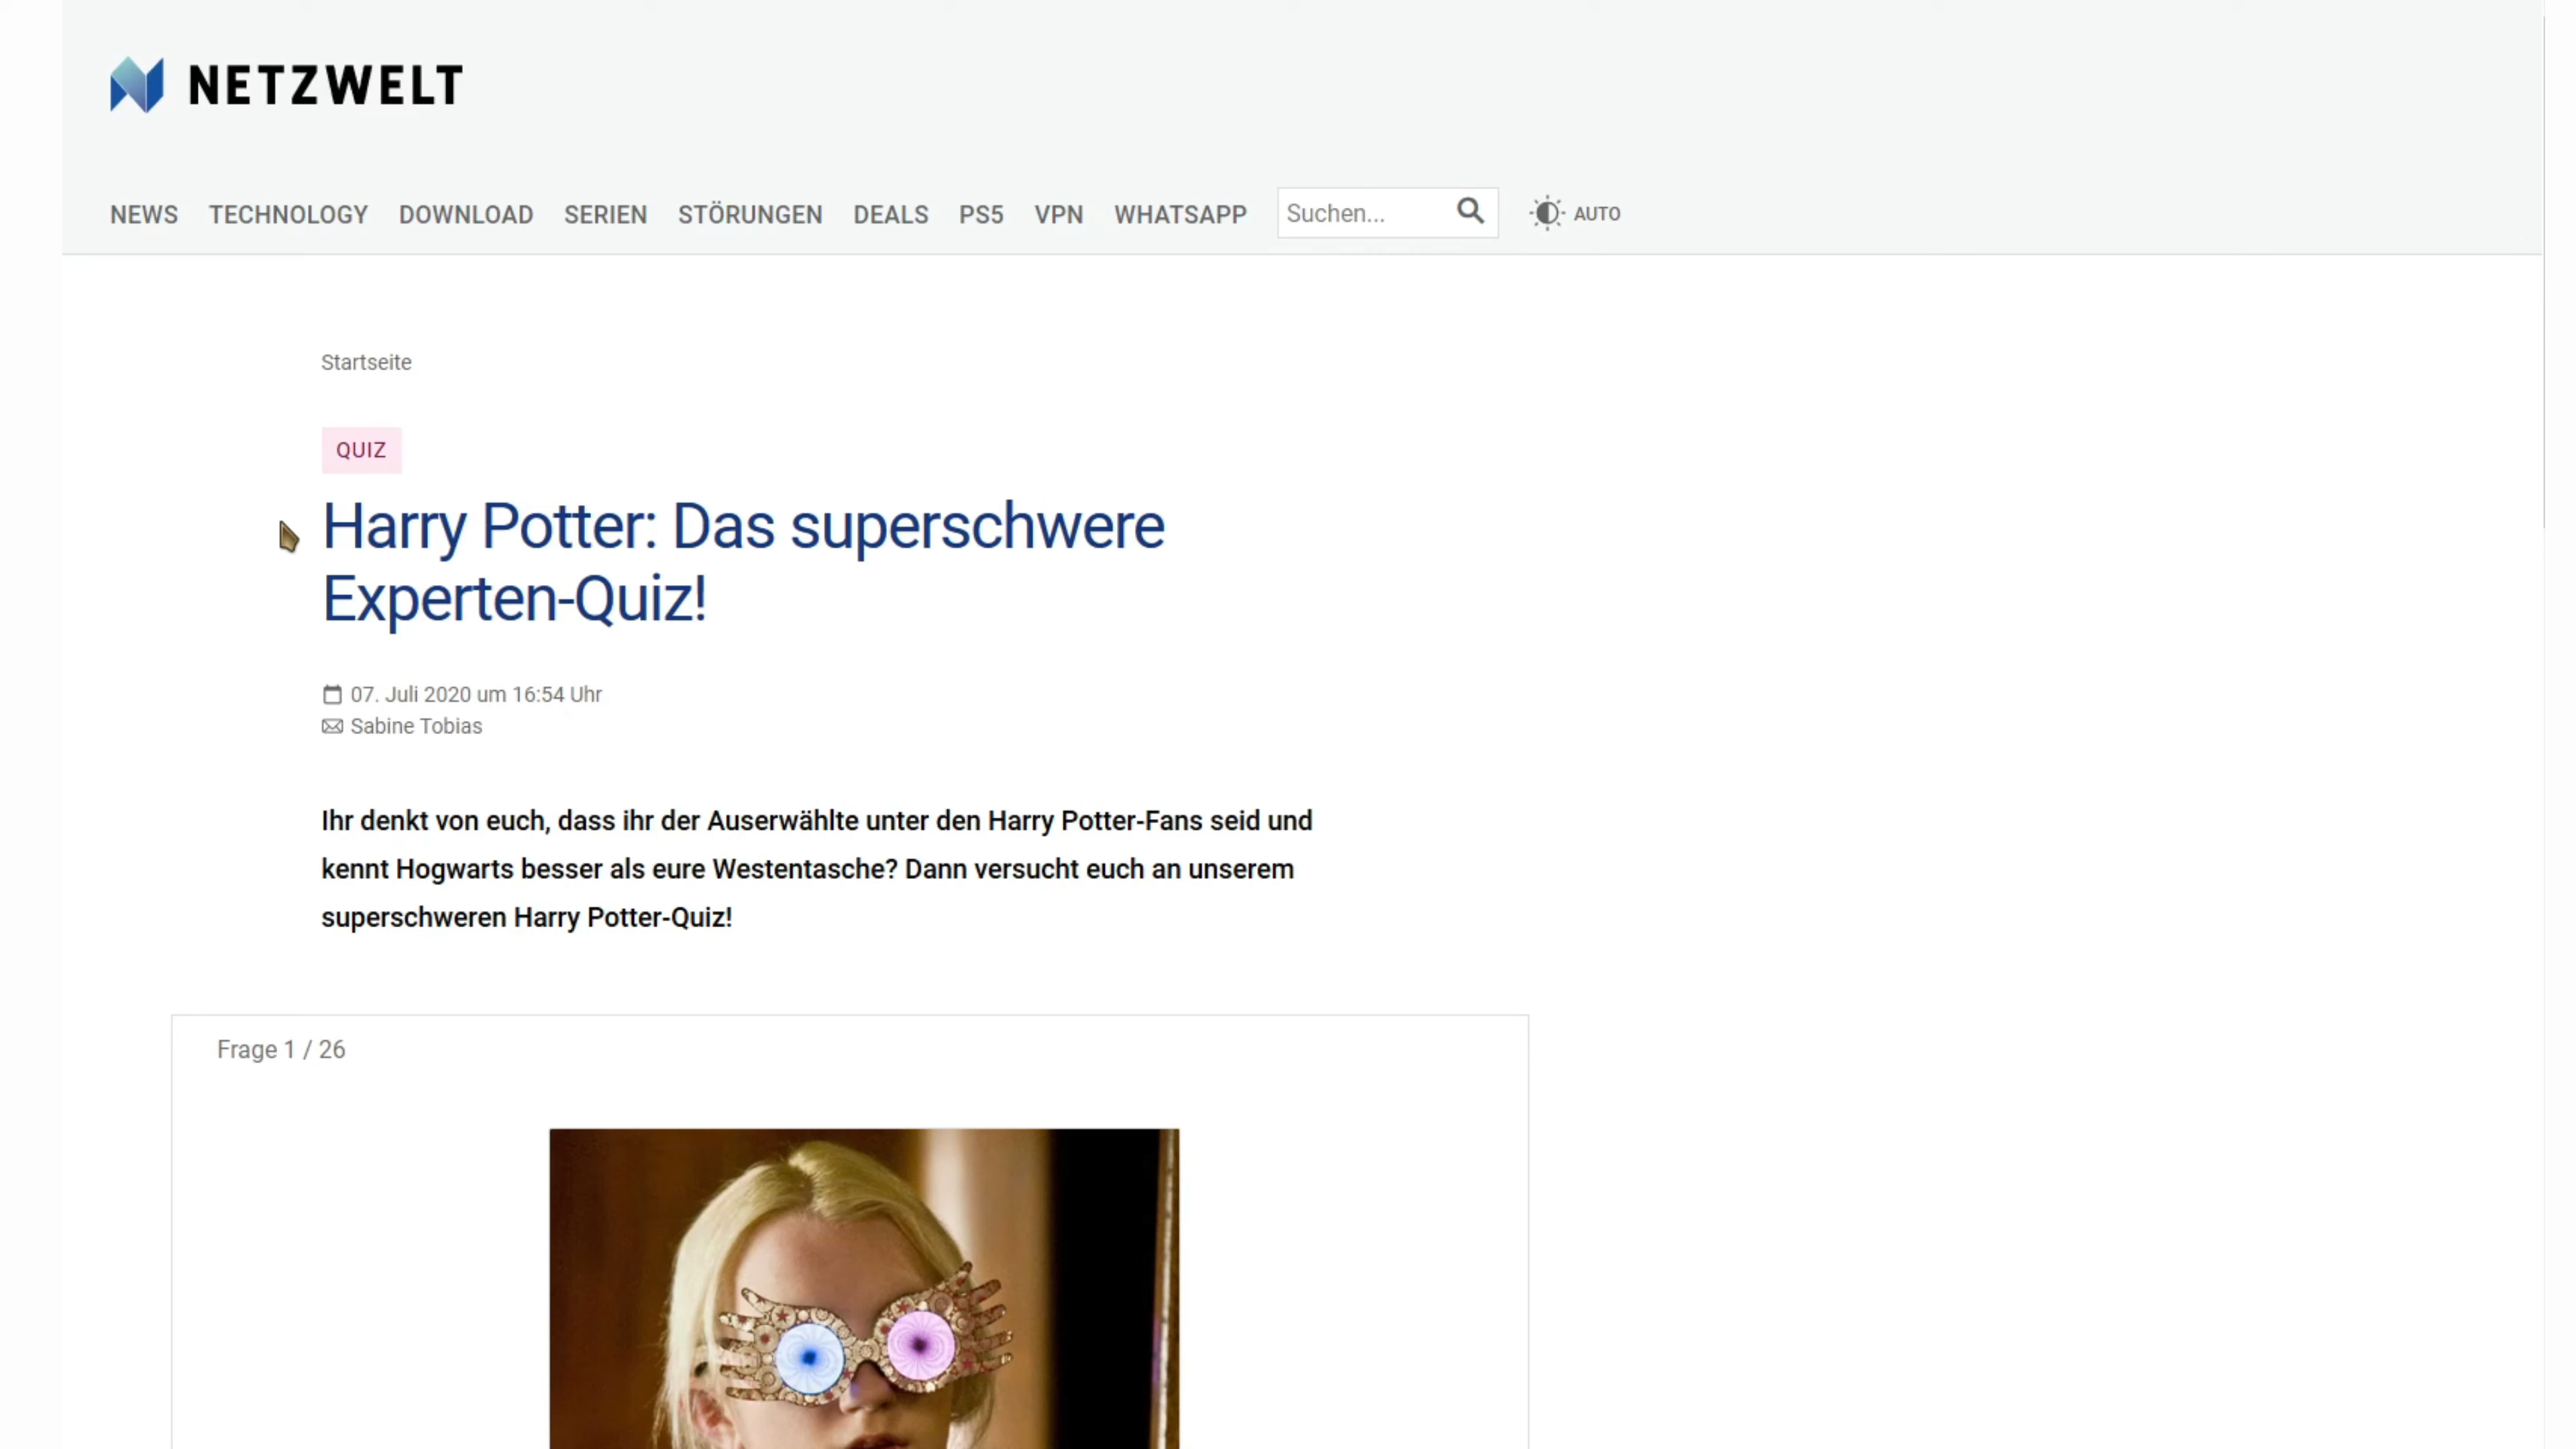 NETZWELT
NEWS TECHNOLOGY DOWNLOAD SERIEN STÖRUNGEN DEALS PS5 VPN WHATSAPP Suchen... AUTO
Startseite
QUIZ
Harry Potter: Das superschwere
Experten-Quiz!
07. Juli 2020 um 16:54 Uhr
Sabine Tobias
Ihr denkt von euch, dass ihr der Auserwählte unter den Harry Potter-Fans seid und
kennt Hogwarts besser als eure Westentasche? Dann versucht euch an unserem
superschweren Harry Potter-Quiz!
Frage 1 / 26